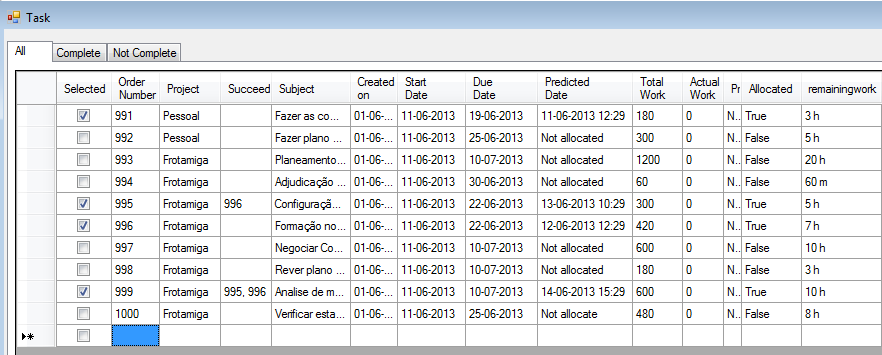 Task
All Complete Not Complete
Selected Order Number Project Succeed Subject Created on Start Date Due Date Predicted Date Total Work Actual Work Pr Allocated remainingwork
991 Pessoal Fazer as co... 01-06-... 11-06-2013 19-06-2013 11-06-2013 12:29 180 0 N... True 3 h
992 Pessoal Fazer plano ... 01-06-... 11-06-2013 25-06-2013 Not allocated 300 0 N... False 5 h
993 Frotamiga Planeamento... 01-06-... 11-06-2013 10-07-2013 Not allocated 1200 0 N... False 20 h
994 Frotamiga Adjudicação ... 01-06-... 11-06-2013 30-06-2013 Not allocated 60 0 N... False 60 m
995 Frotamiga 996 Configuraçã... 01-06-... 11-06-2013 22-06-2013 13-06-2013 10:29 300 0 N... True 5 h
996 Frotamiga Formação no... 01-06-... 11-06-2013 22-06-2013 12-06-2013 12:29 420 0 N... True 7 h
997 Frotamiga Negociar Co... 01-06-... 11-06-2013 10-07-2013 Not allocated 600 0 N... False 10 h
998 Frotamiga Rever plano ... 01-06-... 11-06-2013 10-07-2013 Not allocated 180 0 N... False 3 h
999 Frotamiga 995, 996 Analise de m... 01-06-... 11-06-2013 10-07-2013 14-06-2013 15:29 600 0 N... True 10 h
1000 Frotamiga Verificar esta... 01-06-... 11-06-2013 25-06-2013 Not allocate 480 0 N... False 8 h